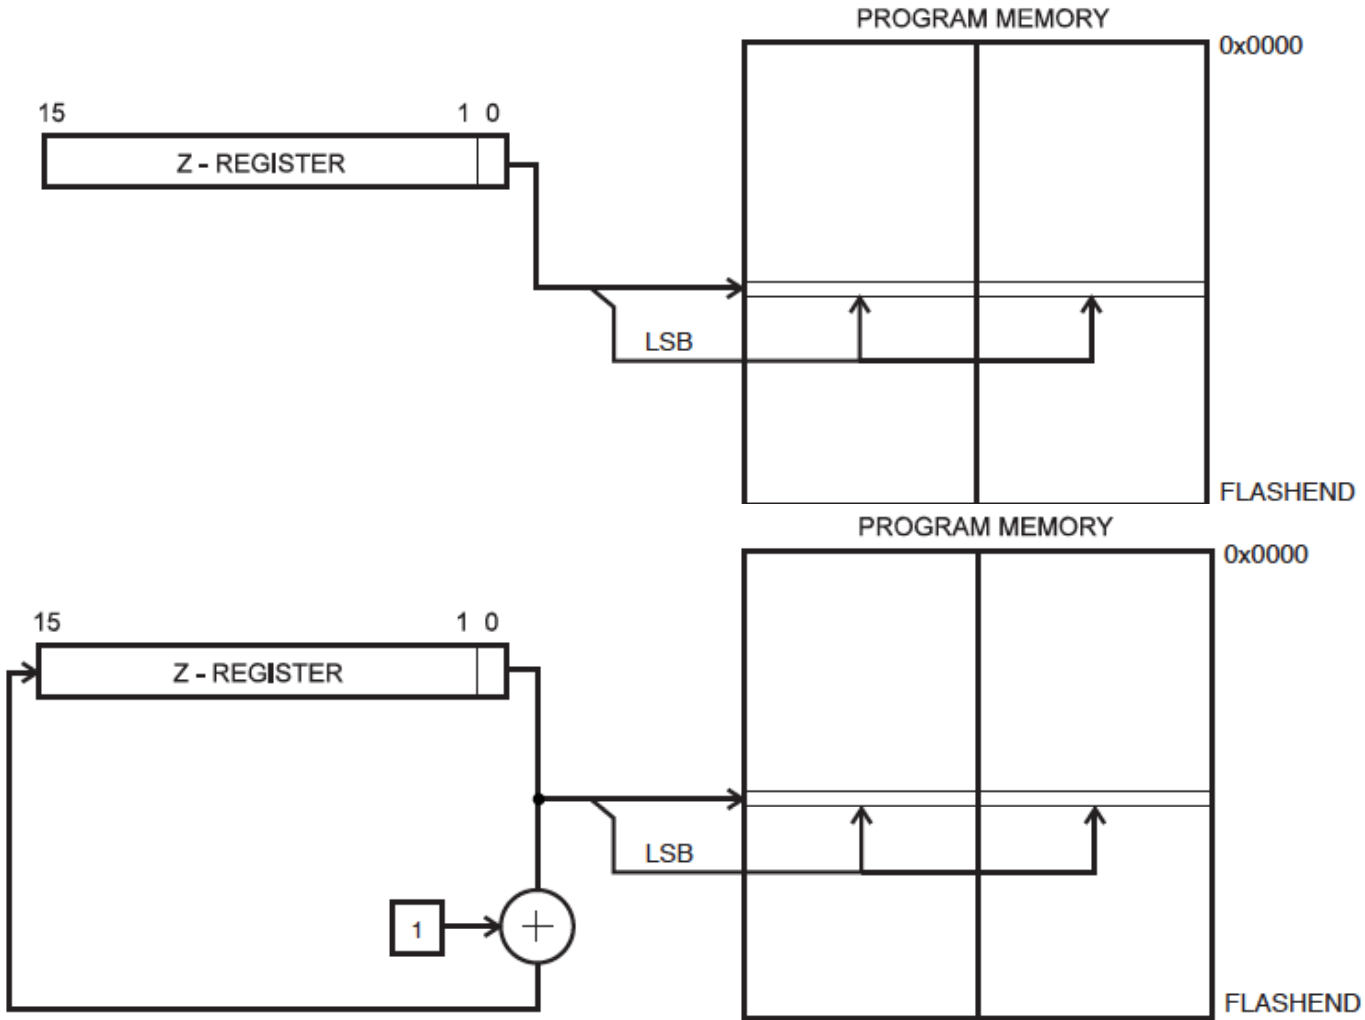 PROGRAM MEMORY
0x0000
15 1 0
Z - REGISTER
LSB
FLASHEND
PROGRAM MEMORY
0x0000
15 1 0
Z - REGISTER
LSB
1
FLASHEND